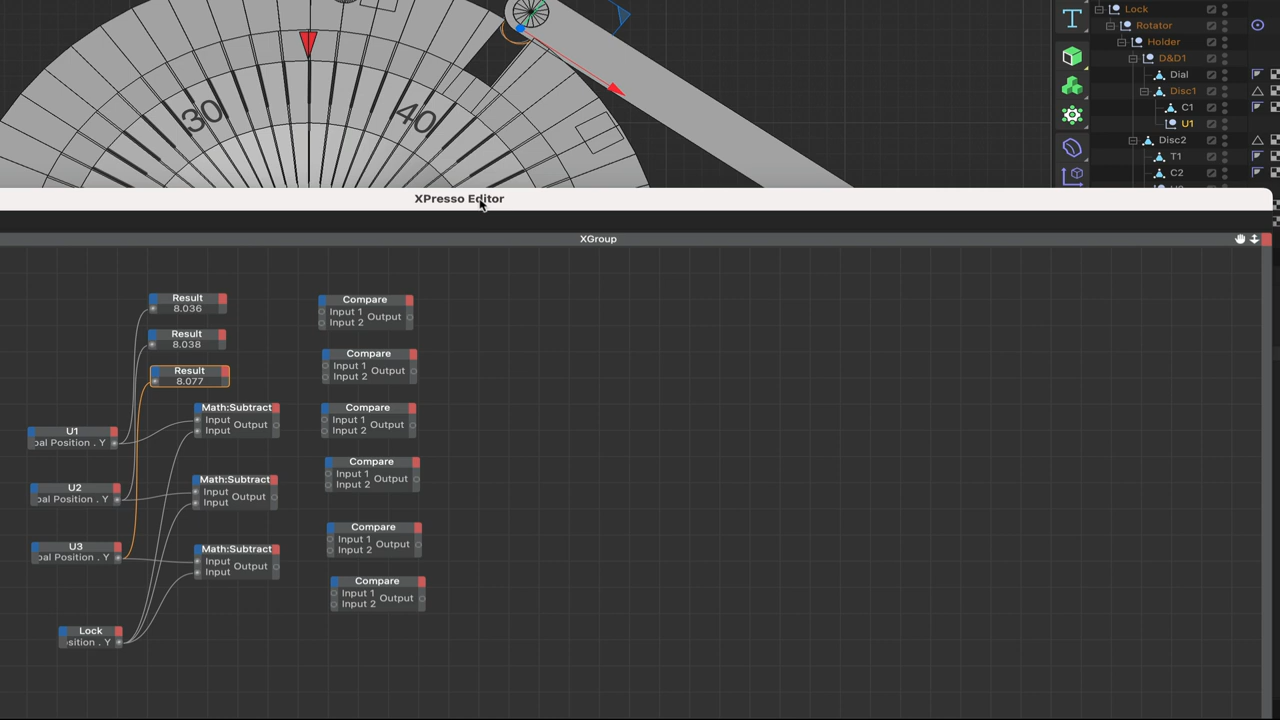 Lock
Rotator
Holder
D&D1
Dial
Disc1
C1
U1
Disc2
T1
C2
30
40
XPresso Editor
XGroup
Result
8.036
Result
8.038
Result
8.077
Math:Subtract
Input
Input
Output
Math:Subtract
Input
Input
Output
Math:Subtract
Input
Input
Output
U1
bal Position . Y
U2
bal Position . Y
U3
bal Position . Y
Lock
osition . Y
Compare
Input 1
Input 2
Output
Compare
Input 1
Input 2
Output
Compare
Input 1
Input 2
Output
Compare
Input 1
Input 2
Output
Compare
Input 1
Input 2
Output
Compare
Input 1
Input 2
Output